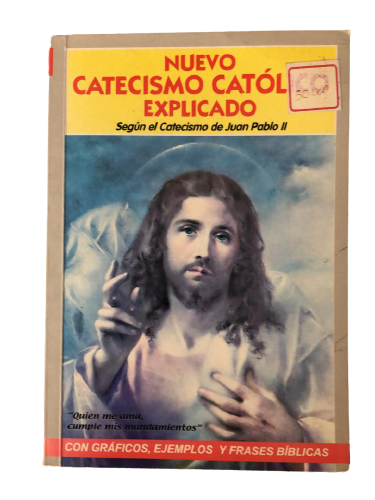 NUEVO
CATECISMO CATÓL
EXPLICADO
Según el Catecismo de Juan Pablo II
"Quien me ama,
cumple mis mandamientos"
CON GRÁFICOS, EJEMPLOS Y FRASES BÍBLICAS